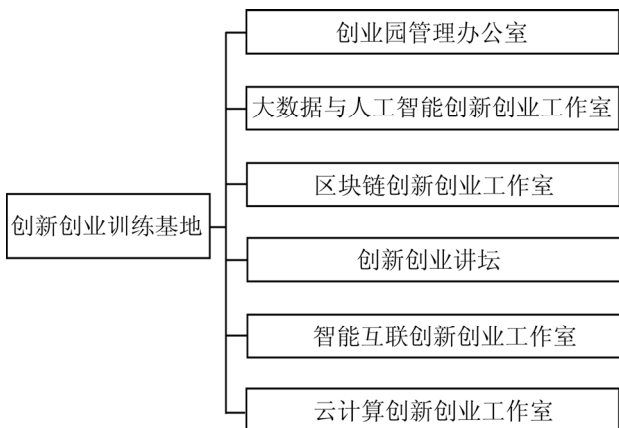 创业园管理办公室
大数据与人工智能创新创业工作室
区块链创新创业工作室
创新创业训练基地
创新创业讲坛
智能互联创新创业工作室
云计算创新创业工作室